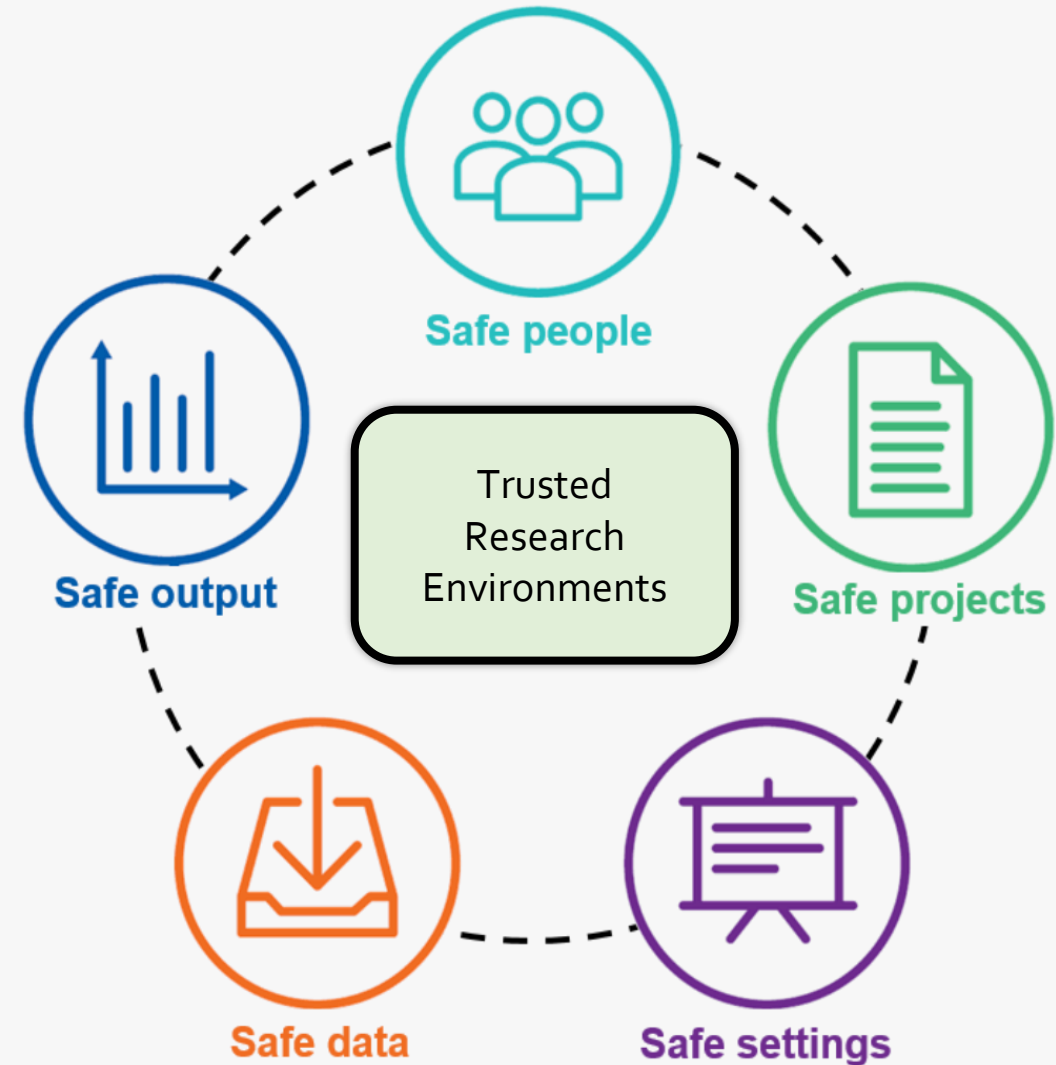 Safe people
Trusted
Research
Environments
Safe output
Safe projects
Safe data
Safe settings